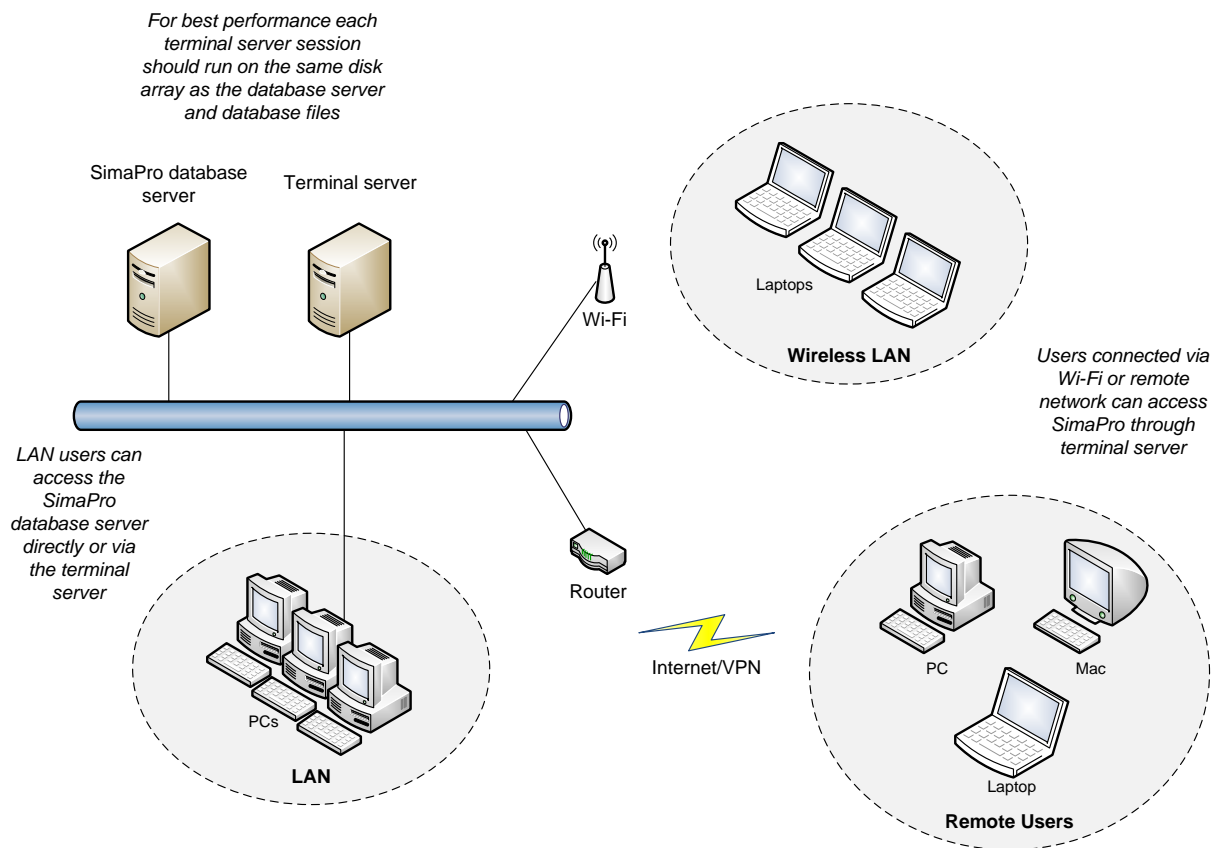 For best performance each
terminal server session
should run on the same disk
array as the database server
and database files
SimaPro database
server
Terminal server
Wi-Fi
Laptops
Wireless LAN
Users connected via
Wi-Fi or remote
network can access
SimaPro through
terminal server
LAN users can
access the
SimaPro
database server
directly or via
the terminal
server
Router
PCs
LAN
Internet/VPN
PC
Mac
Laptop
Remote Users